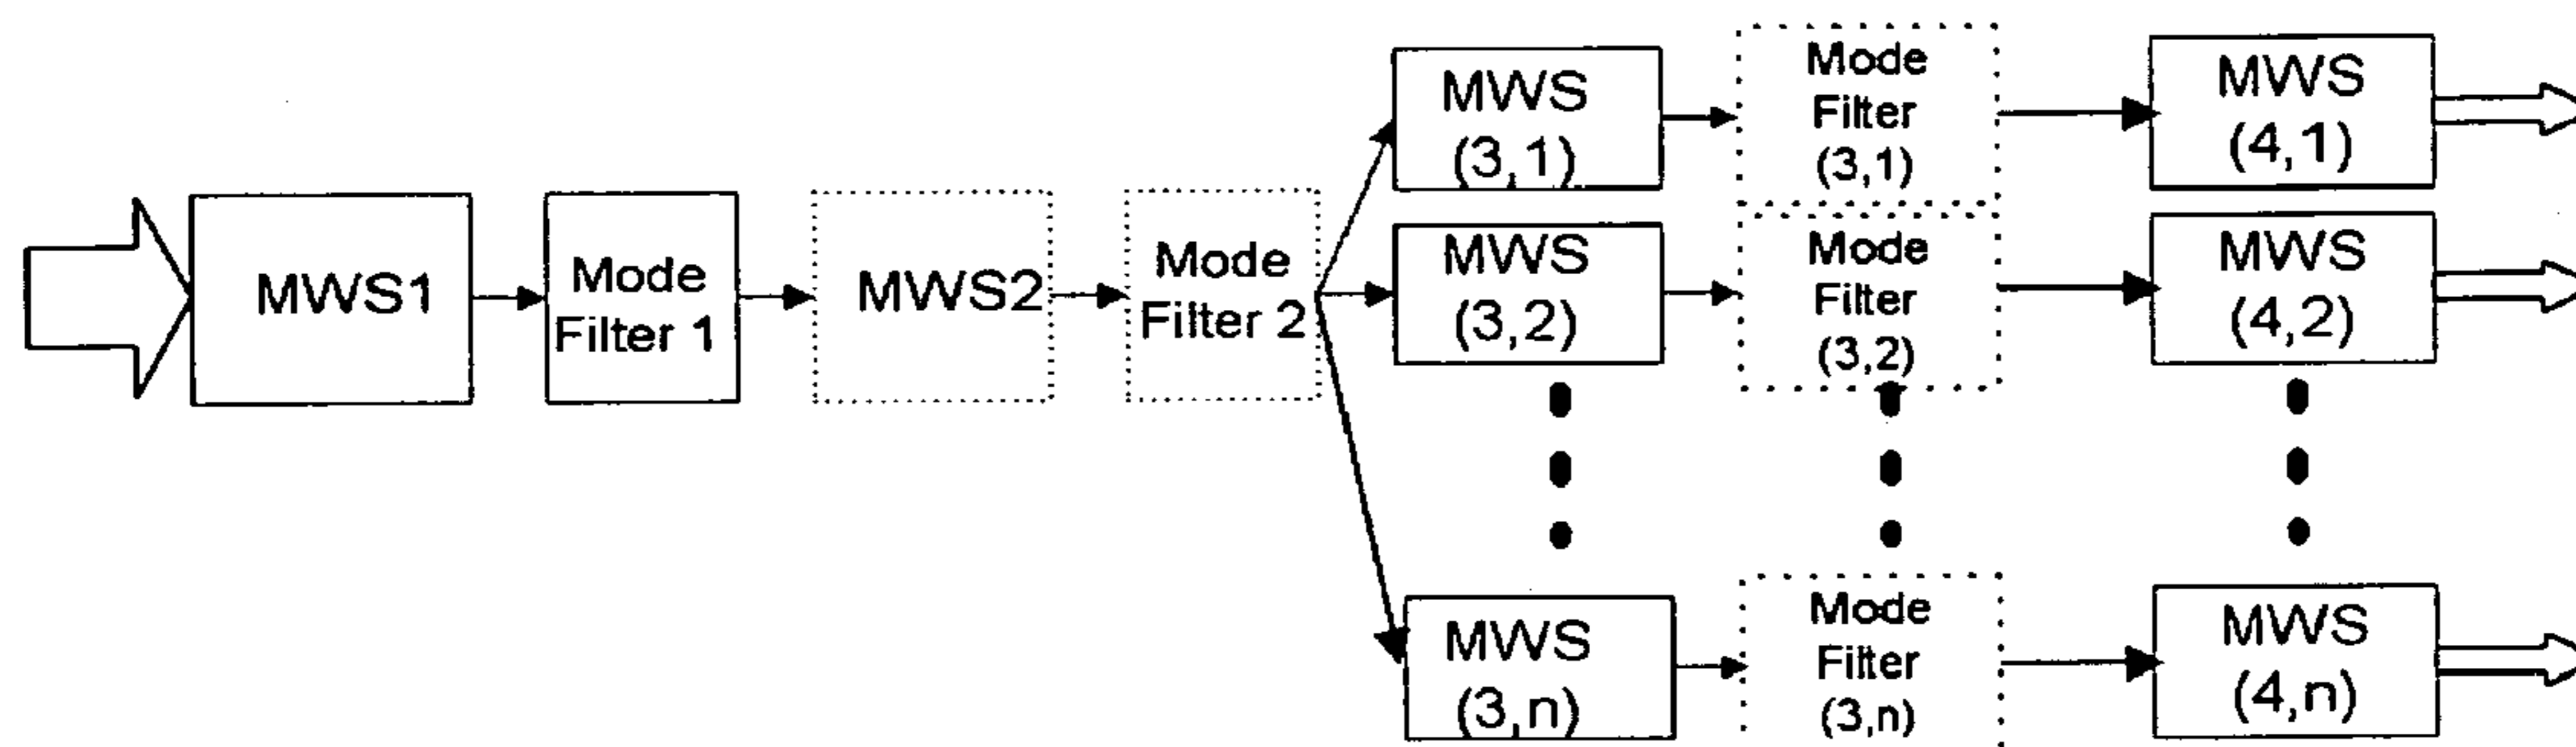 MWS1
Mode
Filter 1
MWS2
Mode
Filter 2
MWS
(3,1)
Mode
Filter
(3,1)
MWS
(4,1)
MWS
(3,2)
Mode
Filter
(3,2)
MWS
(4,2)
MWS
(3,n)
Mode
Filter
(3,n)
MWS
(4,n)